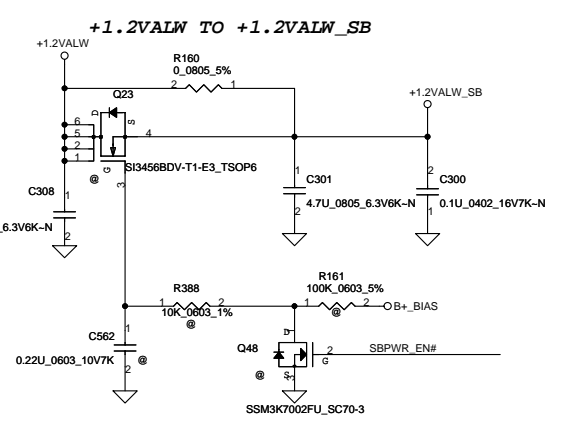 +1.2VALW TO +1.2VALW_SB
+1.2VALW
R160
0_0805_5%
2 1
Q23
D
S
+1.2VALW_SB
6
5
2
1
4
G
3
SI3456BDV-T1-E3_TSOP6
@
C308
1
2
_6.3V6K~N
1
C301
4.7U_0805_6.3V6K~N
2
2
C300
0.1U_0402_16V7K~N
1
R388
1 2
10K_0603_1%
@
R161
100K_0603_5%
1 2
@
B+_BIAS
C562
1
0.22U_0603_10V7K
@
2
Q48
D
1
2
G
SBPWR_EN#
@
S
3
SSM3K7002FU_SC70-3